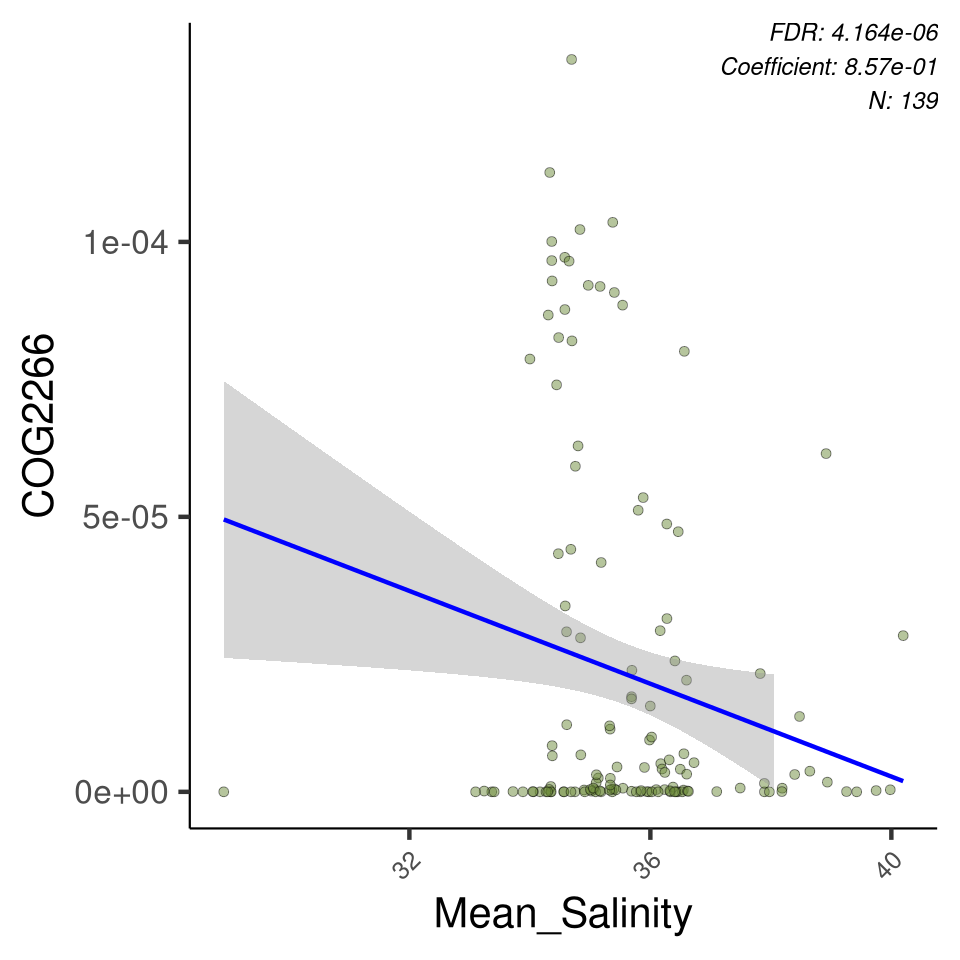 FDR: 4.164e-06
Coefficient: 8.57e-01
N: 139
1e-04
5e-05
0e+00
COG2266
32
36
40
Mean_Salinity